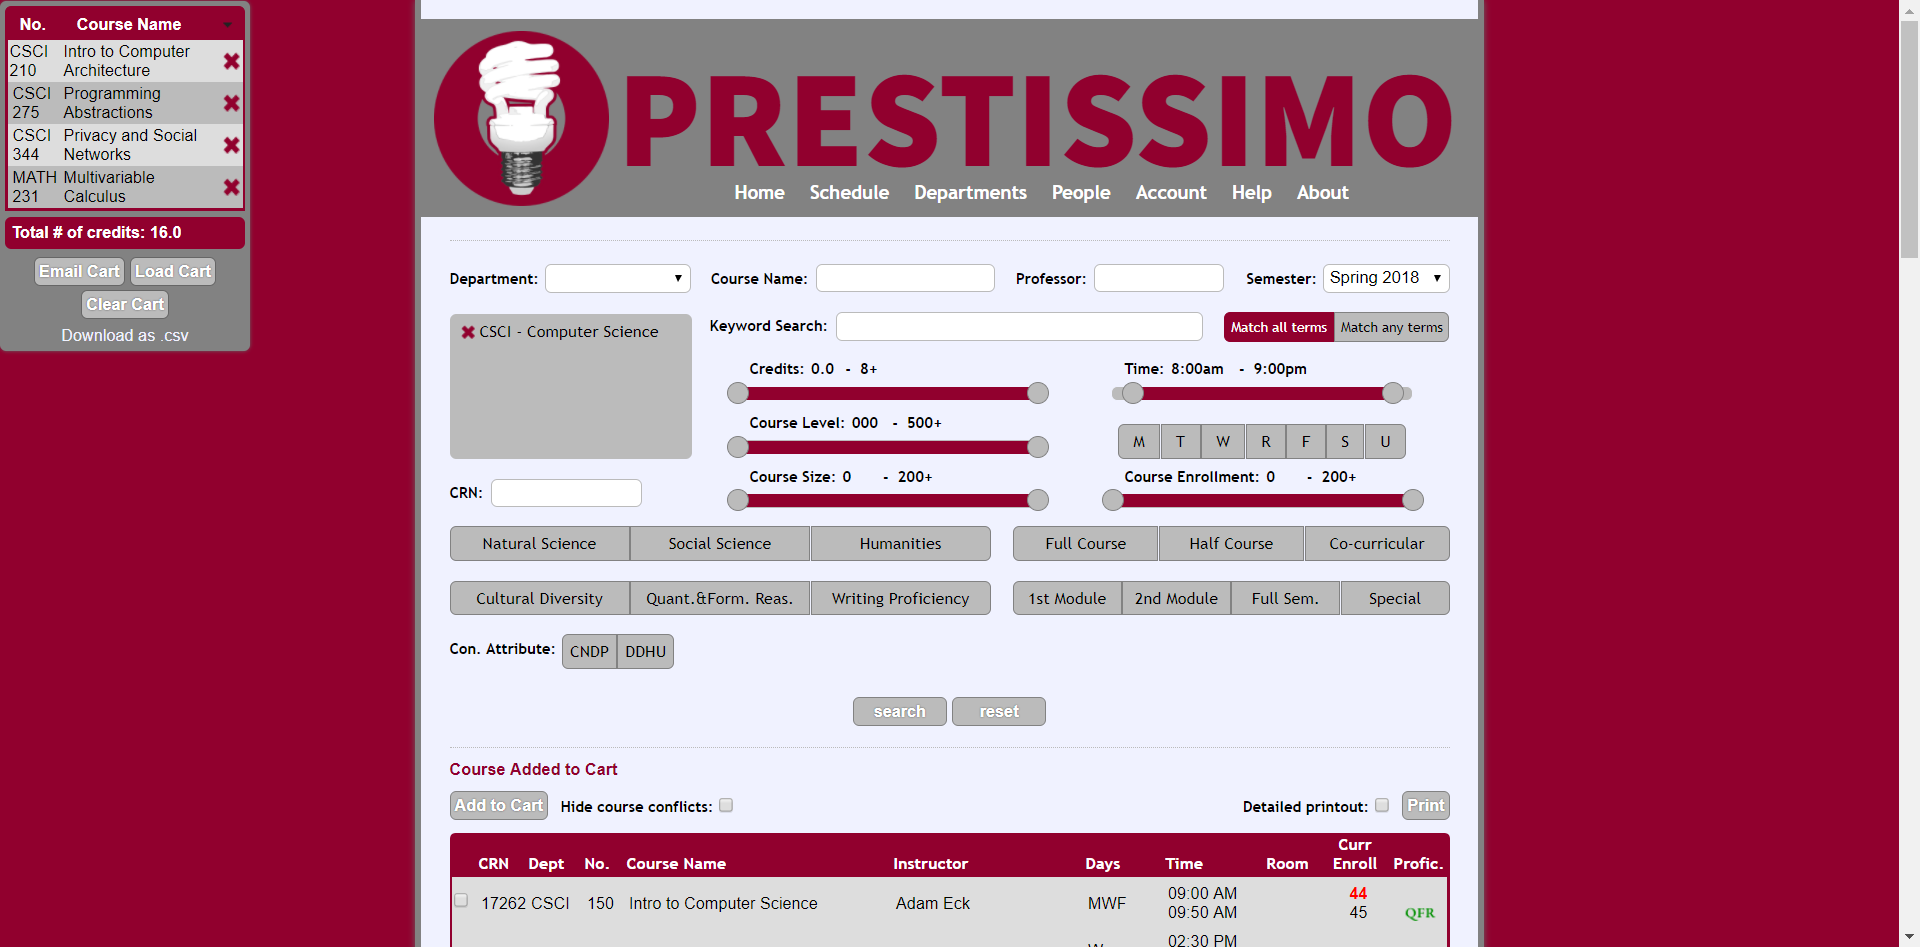 No. Course Name
CSCI 210 Intro to Computer Architecture
CSCI 275 Programming Abstractions
CSCI 344 Privacy and Social Networks
MATH 231 Multivariable Calculus
Total # of credits: 16.0
Email Cart Load Cart
Clear Cart
Download as .csv
PRESTISSIMO
Home Schedule Departments People Account Help About
Department: Course Name: Professor: Semester: Spring 2018
CSCI - Computer Science
Keyword Search: Match all terms Match any terms
Credits: 0.0 - 8+ Time: 8:00am - 9:00pm
Course Level: 000 - 500+
M T W R F S U
Course Size: 0 - 200+ Course Enrollment: 0 - 200+
CRN:
Natural Science Social Science Humanities Full Course Half Course Co-curricular
Cultural Diversity Quant.&Form. Reas. Writing Proficiency 1st Module 2nd Module Full Sem. Special
Con. Attribute: CNDP DDHU
search reset
Course Added to Cart
Add to Cart Hide course conflicts: Detailed printout: Print
CRN Dept No. Course Name Instructor Days Time Room Curr Enroll Profic.
17262 CSCI 150 Intro to Computer Science Adam Eck MWF 09:00 AM 09:50 AM 44 45 QFR
02:30 PM